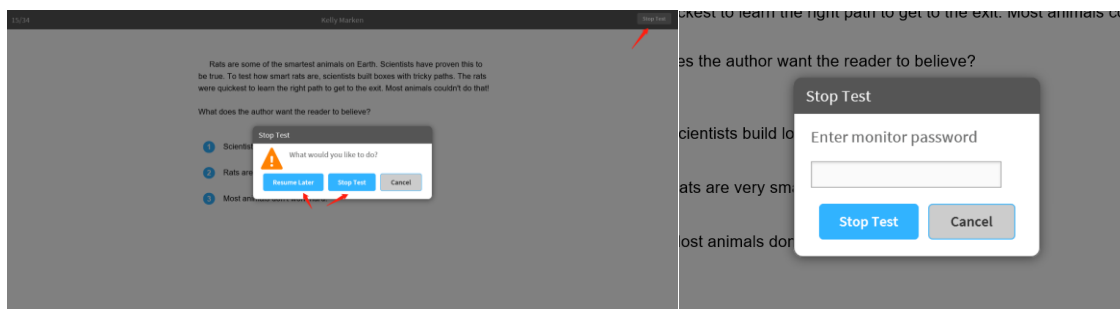 15/34
Kelly Marken
Stop Test
Rats are some of the smartest animals on Earth. Scientists have proven this to
be true. To test how smart rats are, scientists built boxes with tricky paths. The rats
were quickest to learn the right path to get to the exit. Most animals couldn't do that!
What does the author want the reader to believe?
Stop Test
What would you like to do?
Resume Later
Stop Test
Cancel
1 Scientis
2 Rats are
3 Most an
ckest to learn the right path to get to the exit. Most animals co
es the author want the reader to believe?
Stop Test
Enter monitor password
Stop Test
Cancel
cientists build lo
ats are very sma
ost animals don